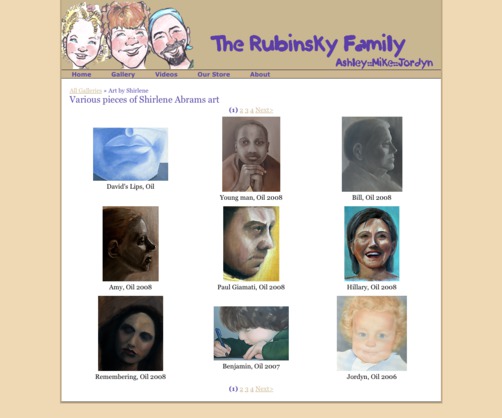 The Rubinsky Family
Ashley::Mike::Jordyn
Home Gallery Videos Our Store About
All Galleries » Art by Shirlene
Various pieces of Shirlene Abrams art
(1) 2 3 4 Next>
David's Lips, Oil
Young man, Oil 2008
Bill, Oil 2008
Amy, Oil 2008
Paul Giamati, Oil 2008
Hillary, Oil 2008
Remembering, Oil 2008
Benjamin, Oil 2007
Jordyn, Oil 2006
(1) 2 3 4 Next>